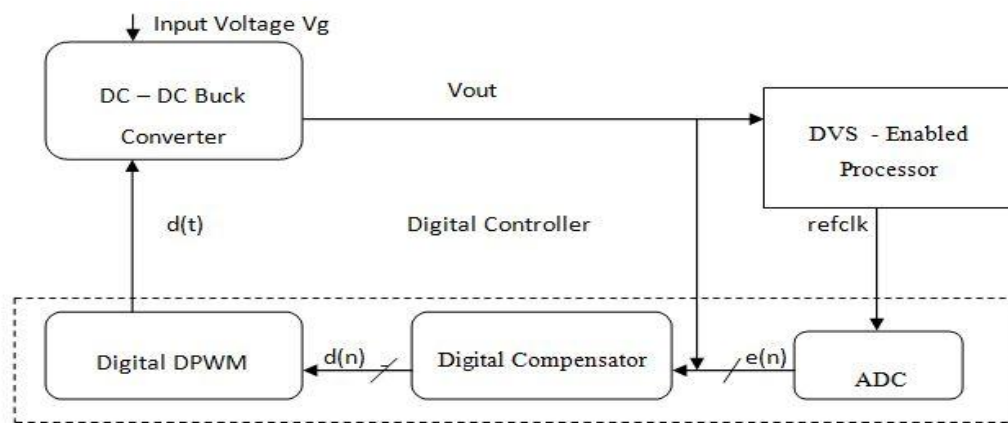 Input Voltage Vg
DC – DC Buck
Converter
Vout
DVS - Enabled
Processor
d(t)
Digital Controller
refclk
Digital DPWM
d(n)
Digital Compensator
e(n)
ADC